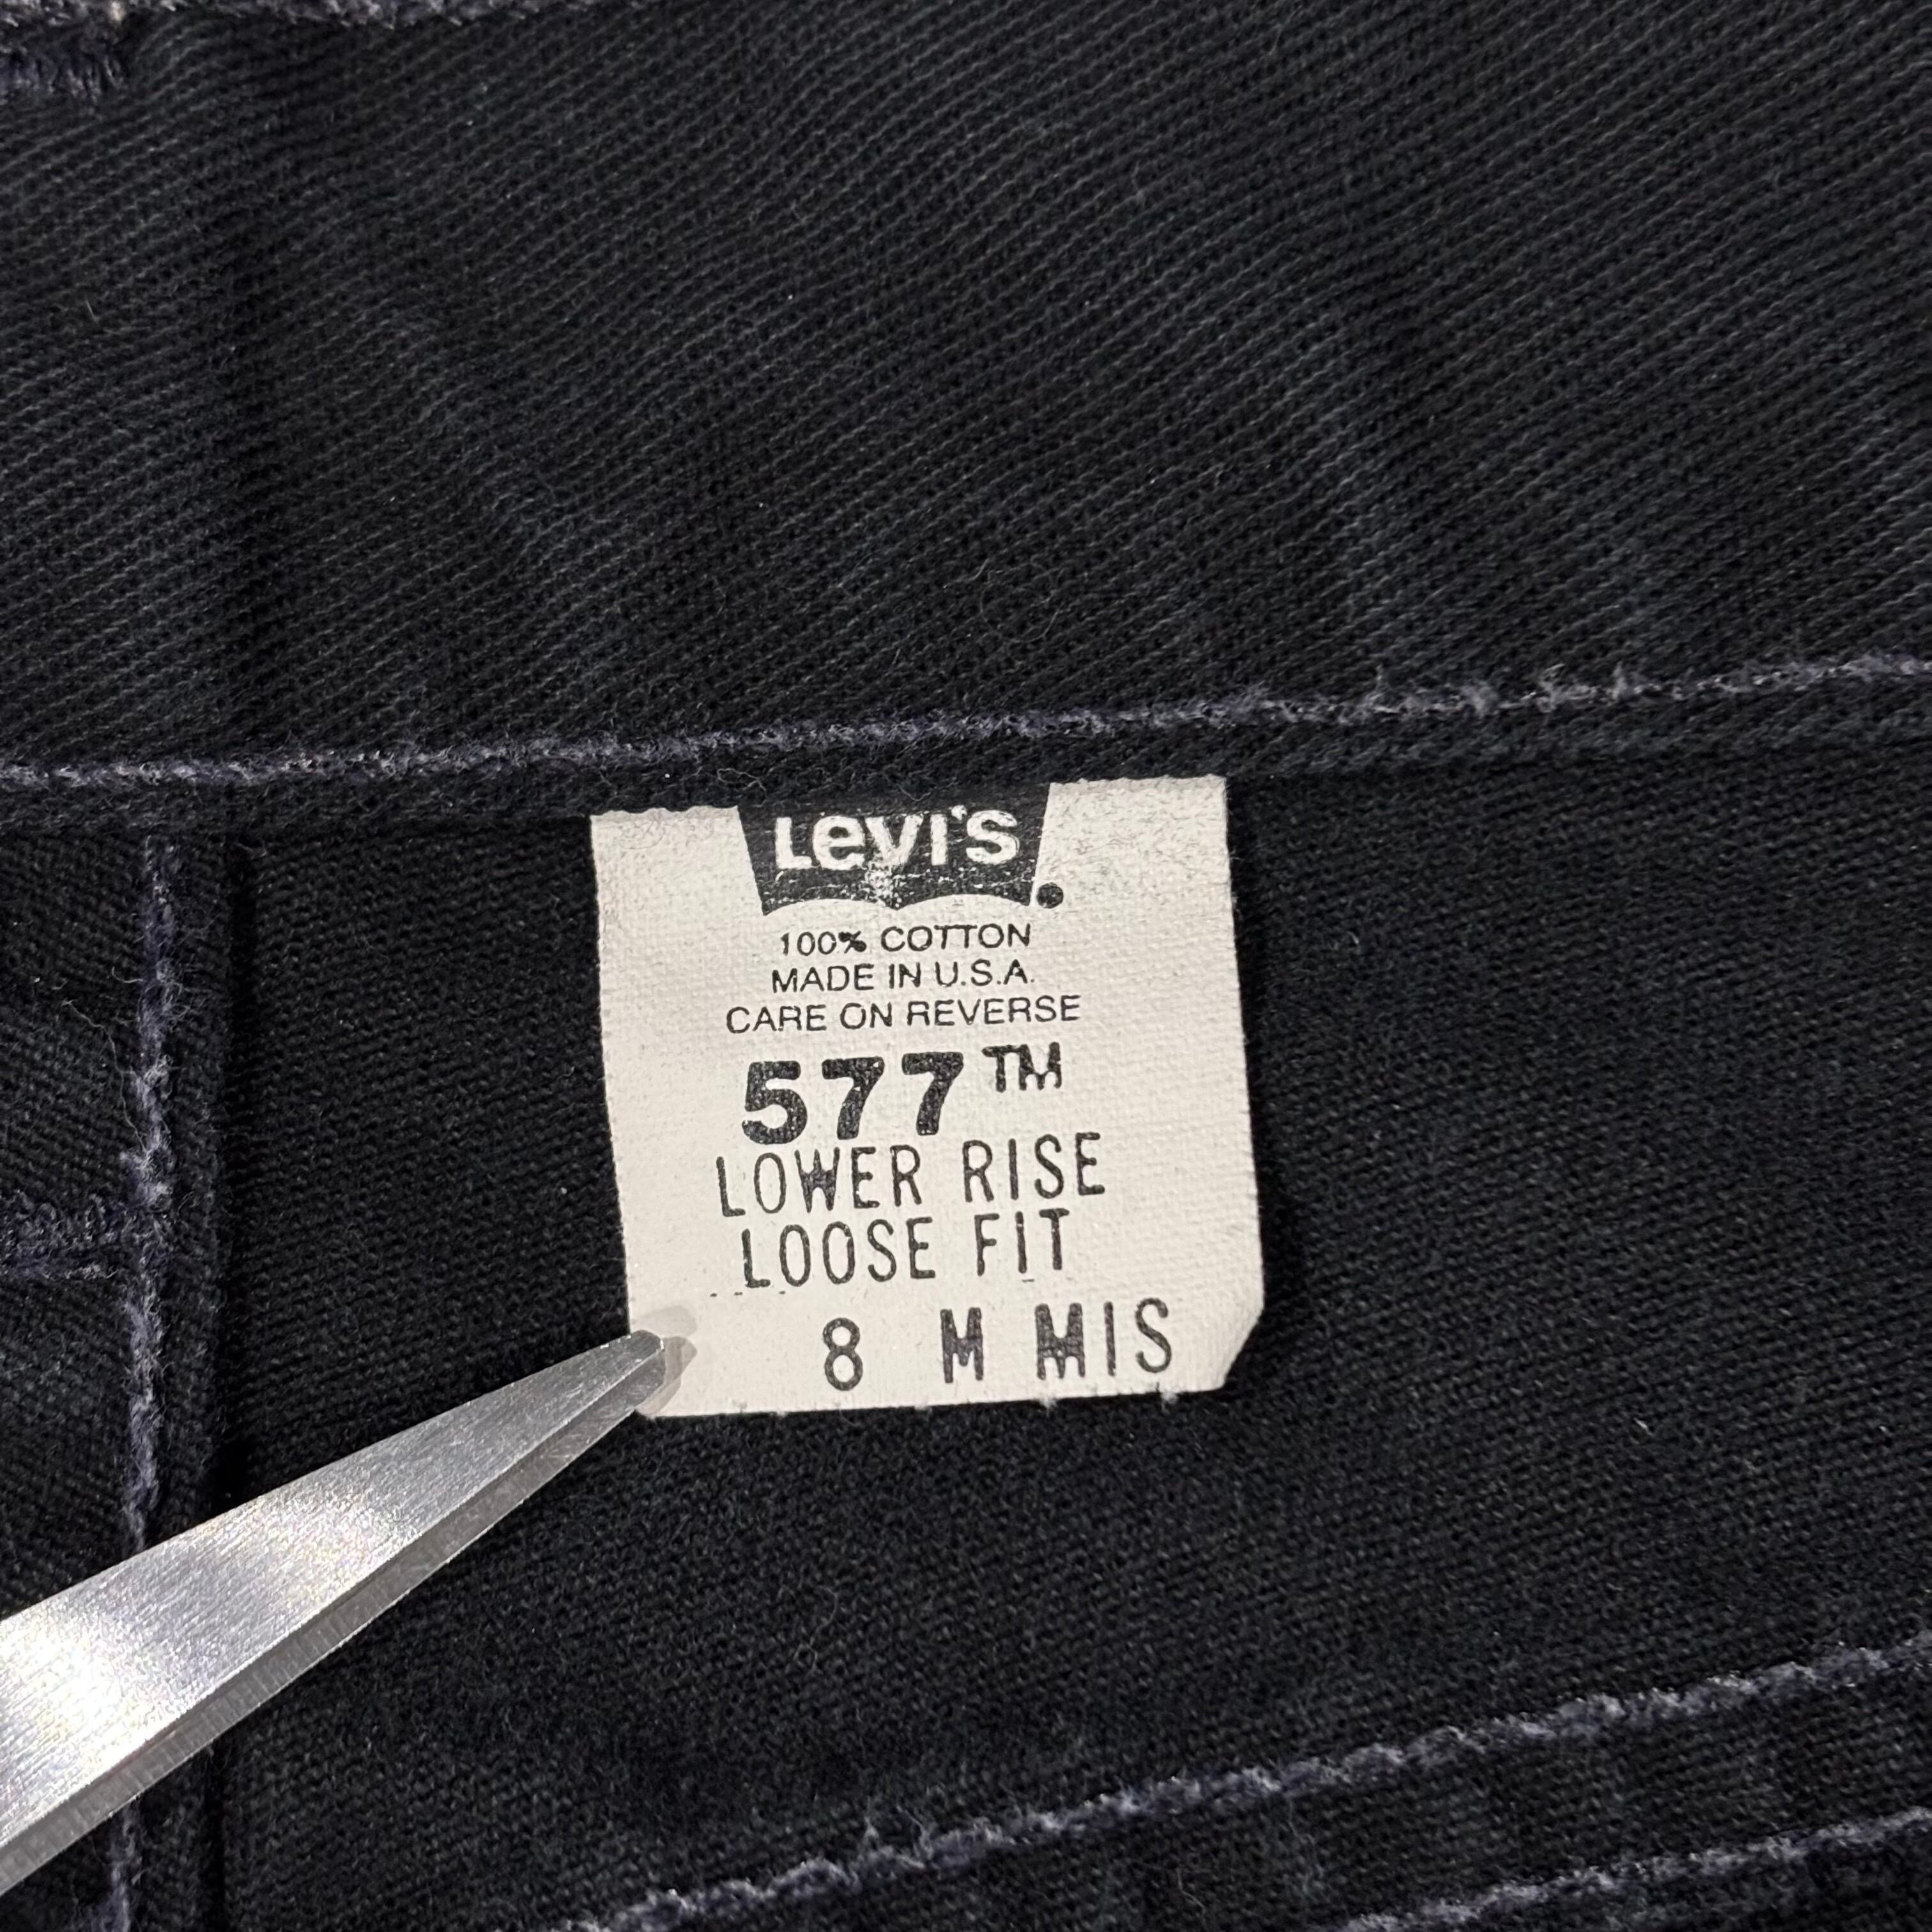 Levi's
100% COTTON
MADE IN U.S.A.
CARE ON REVERSE
577™
LOWER RISE
LOOSE FIT
8 M MIS